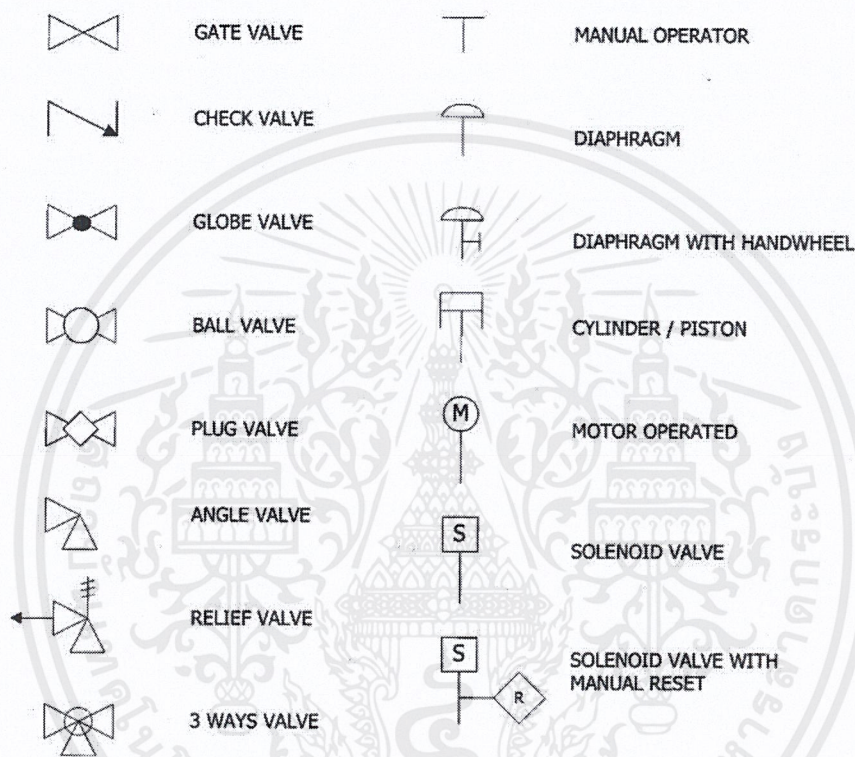 GATE VALVE
MANUAL OPERATOR
CHECK VALVE
DIAPHRAGM
GLOBE VALVE
DIAPHRAGM WITH HANDWHEEL
BALL VALVE
CYLINDER / PISTON
PLUG VALVE
M
MOTOR OPERATED
ANGLE VALVE
S
SOLENOID VALVE
RELIEF VALVE
S
R
SOLENOID VALVE WITH
MANUAL RESET
3 WAYS VALVE